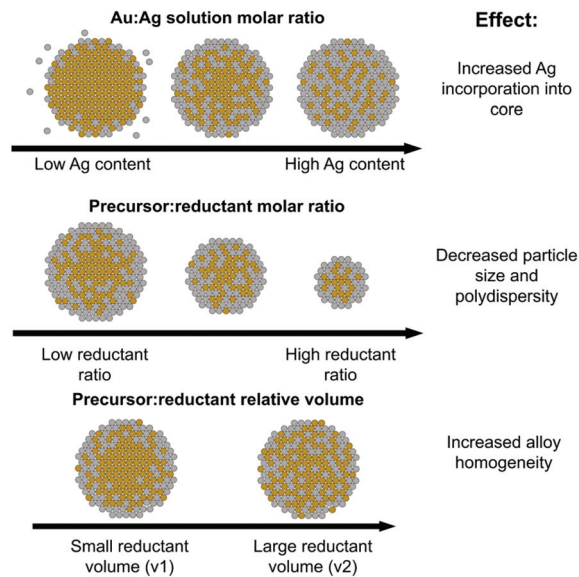 Au:Ag solution molar ratio
Effect:
Increased Ag
incorporation into
core
Low Ag content
High Ag content
Precursor:reductant molar ratio
Decreased particle
size and
polydispersity
Low reductant
ratio
High reductant
ratio
Precursor:reductant relative volume
Increased alloy
homogeneity
Small reductant
volume (v1)
Large reductant
volume (v2)